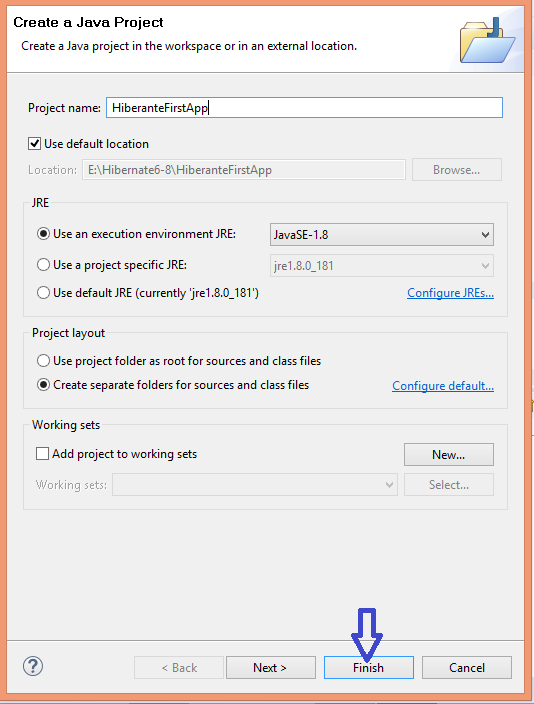 Create a Java Project
Create a Java project in the workspace or in an external location.
Project name: HiberanteFirstApp
Use default location
Location: E:\Hibernate6-8\HiberanteFirstApp Browse...
JRE
Use an execution environment JRE: JavaSE-1.8
Use a project specific JRE: jre1.8.0_181
Use default JRE (currently 'jre1.8.0_181') Configure JREs...
Project layout
Use project folder as root for sources and class files
Create separate folders for sources and class files Configure default...
Working sets
Add project to working sets New...
Working sets: Select...
? < Back Next > Finish Cancel